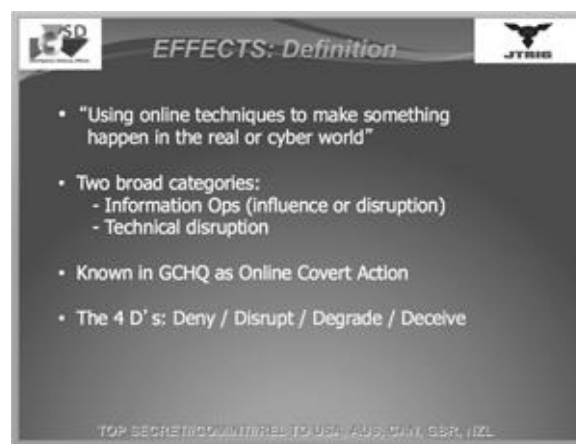 SD
EFFECTS: Definition
JTRIG
• “Using online techniques to make something
happen in the real or cyber world”
• Two broad categories:
- Information Ops (influence or disruption)
- Technical disruption
• Known in GCHQ as Online Covert Action
• The 4 D’s: Deny / Disrupt / Degrade / Deceive
TOP SECRET//COMINT//REL TO USA, AUS, CAN, GBR, NZL